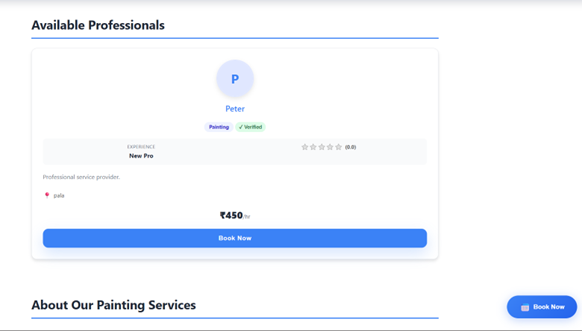 Available Professionals
P
Peter
Painting ✓ Verified
EXPERIENCE
New Pro
☆☆☆☆☆ (0.0)
Professional service provider.
pala
₹450/hr
Book Now
About Our Painting Services
Book Now